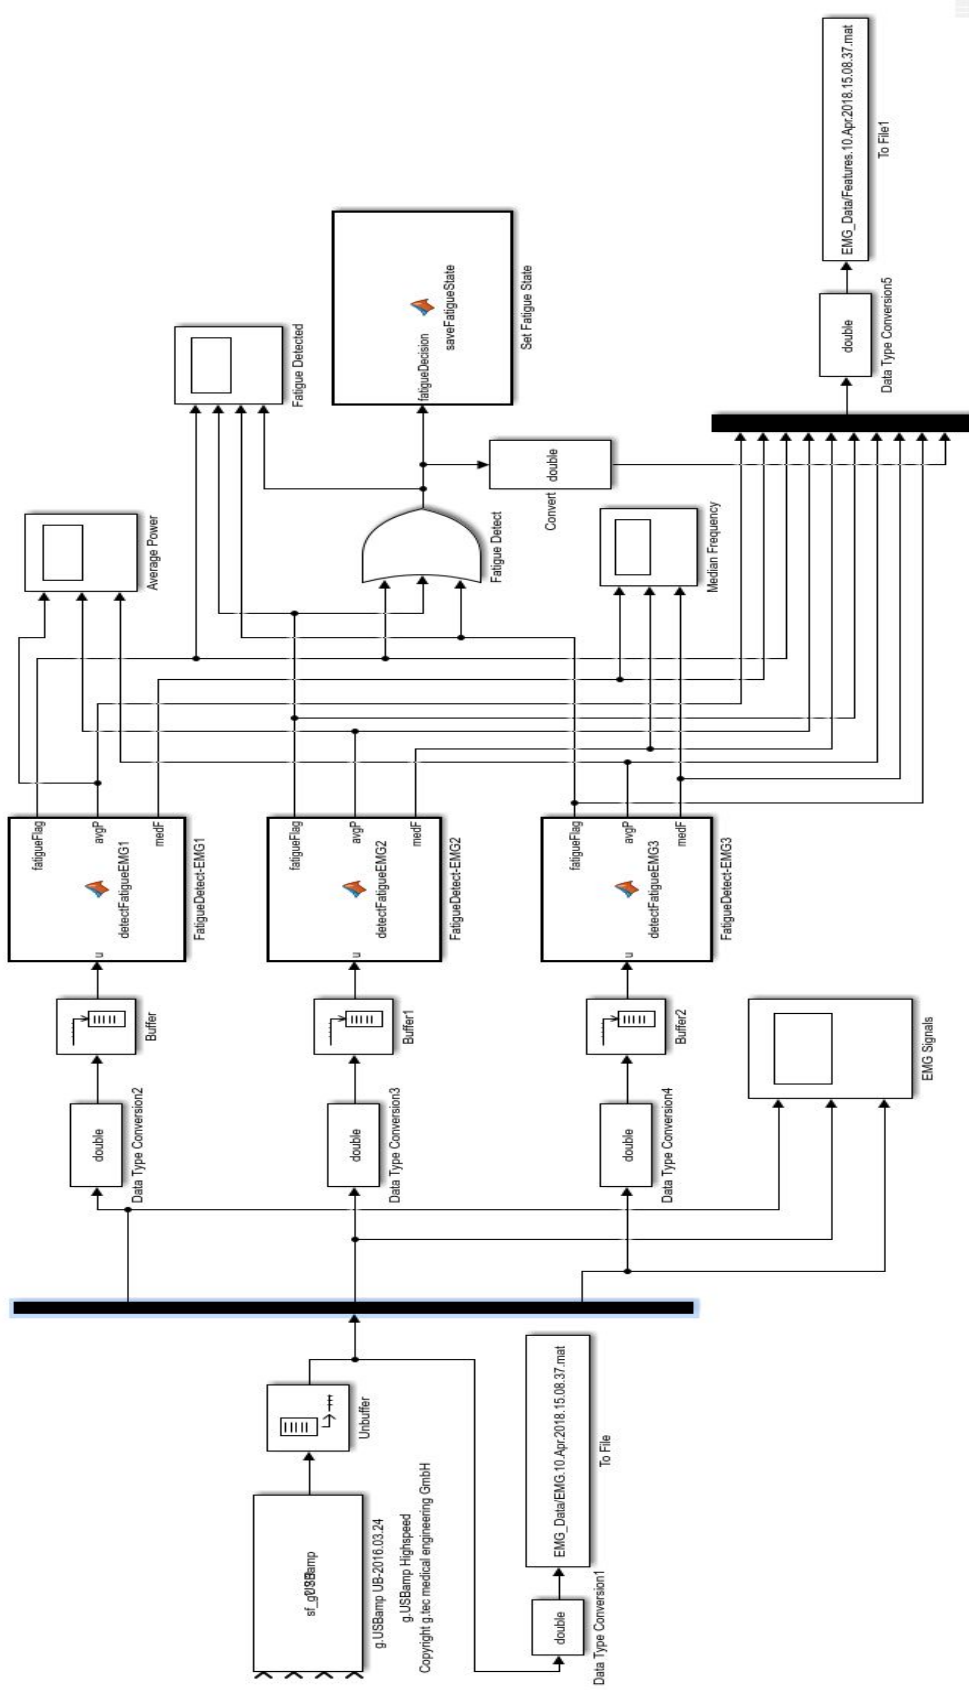 sf_gUSBamp
g.USBamp UB-2016.03.24
g.USBamp Highspeed
Copyright g.tec medical engineering GmbH
Unbuffer
double
Data Type Conversion1
EMG_Data/EMG.10.Apr.2018.15.08.37.mat
To File
double
Data Type Conversion2
Buffer
u
detectFatigueEMG1
fatigueFlag
avgP
medF
FatigueDetect-EMG1
double
Data Type Conversion3
Buffer1
u
detectFatigueEMG2
fatigueFlag
avgP
medF
FatigueDetect-EMG2
double
Data Type Conversion4
Buffer2
u
detectFatigueEMG3
fatigueFlag
avgP
medF
FatigueDetect-EMG3
EMG Signals
Average Power
Fatigue Detected
Fatigue Detect
fatigueDecision
saveFatigueState
Set Fatigue State
double
Convert
Median Frequency
double
Data Type Conversion5
EMG_Data/Features.10.Apr.2018.15.08.37.mat
To File1